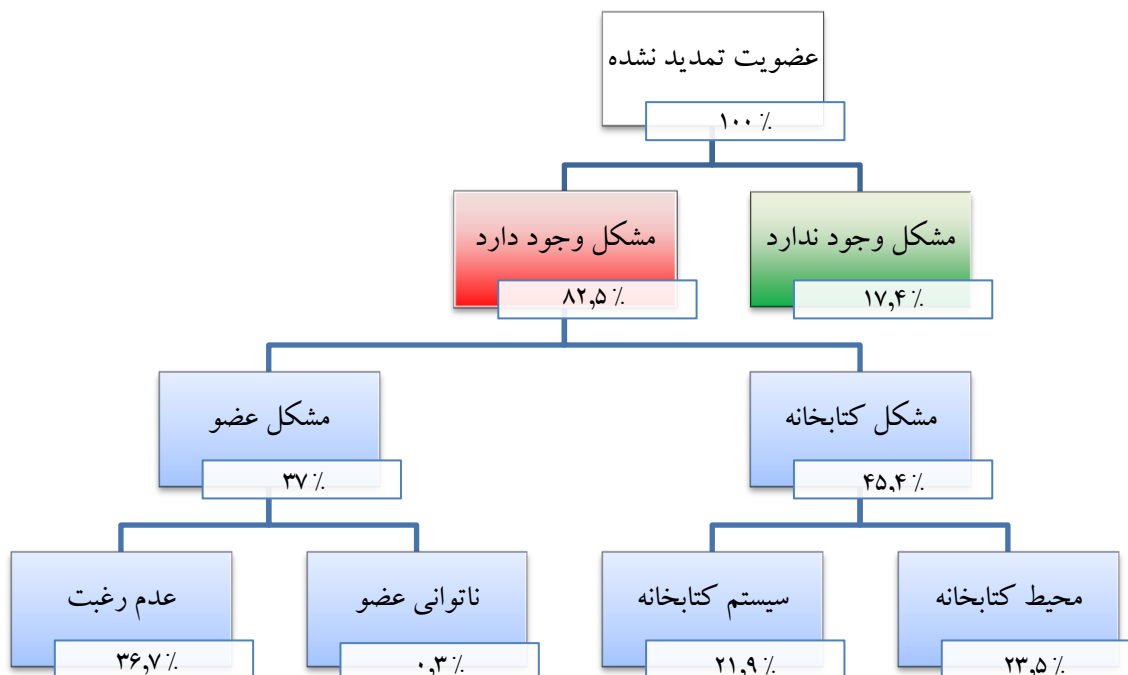 عضویت تمدید نشده
۱۰۰ ٪
مشکل وجود ندارد
۱۷,۴ ٪
مشکل وجود دارد
۸۲,۵ ٪
مشکل کتابخانه
۴۵,۴ ٪
مشکل عضو
۳۷ ٪
محیط کتابخانه
۲۳,۵ ٪
سیستم کتابخانه
۲۱,۹ ٪
ناتوانی عضو
۰,۳ ٪
عدم رغبت
۳۶,۷ ٪